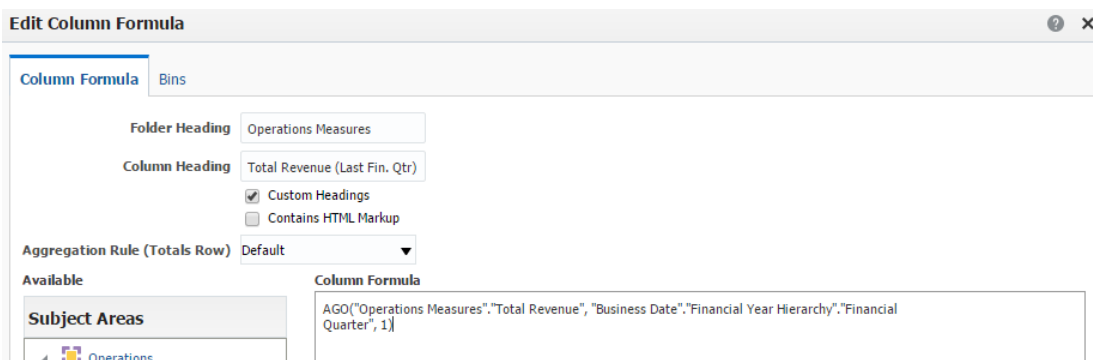 Edit Column Formula
Column Formula Bins
Folder Heading Operations Measures
Column Heading Total Revenue (Last Fin. Qtr)
Custom Headings
Contains HTML Markup
Aggregation Rule (Totals Row) Default
Available Column Formula
AGO("Operations Measures"."Total Revenue", "Business Date"."Financial Year Hierarchy"."Financial
Quarter", 1)
Subject Areas
Operations